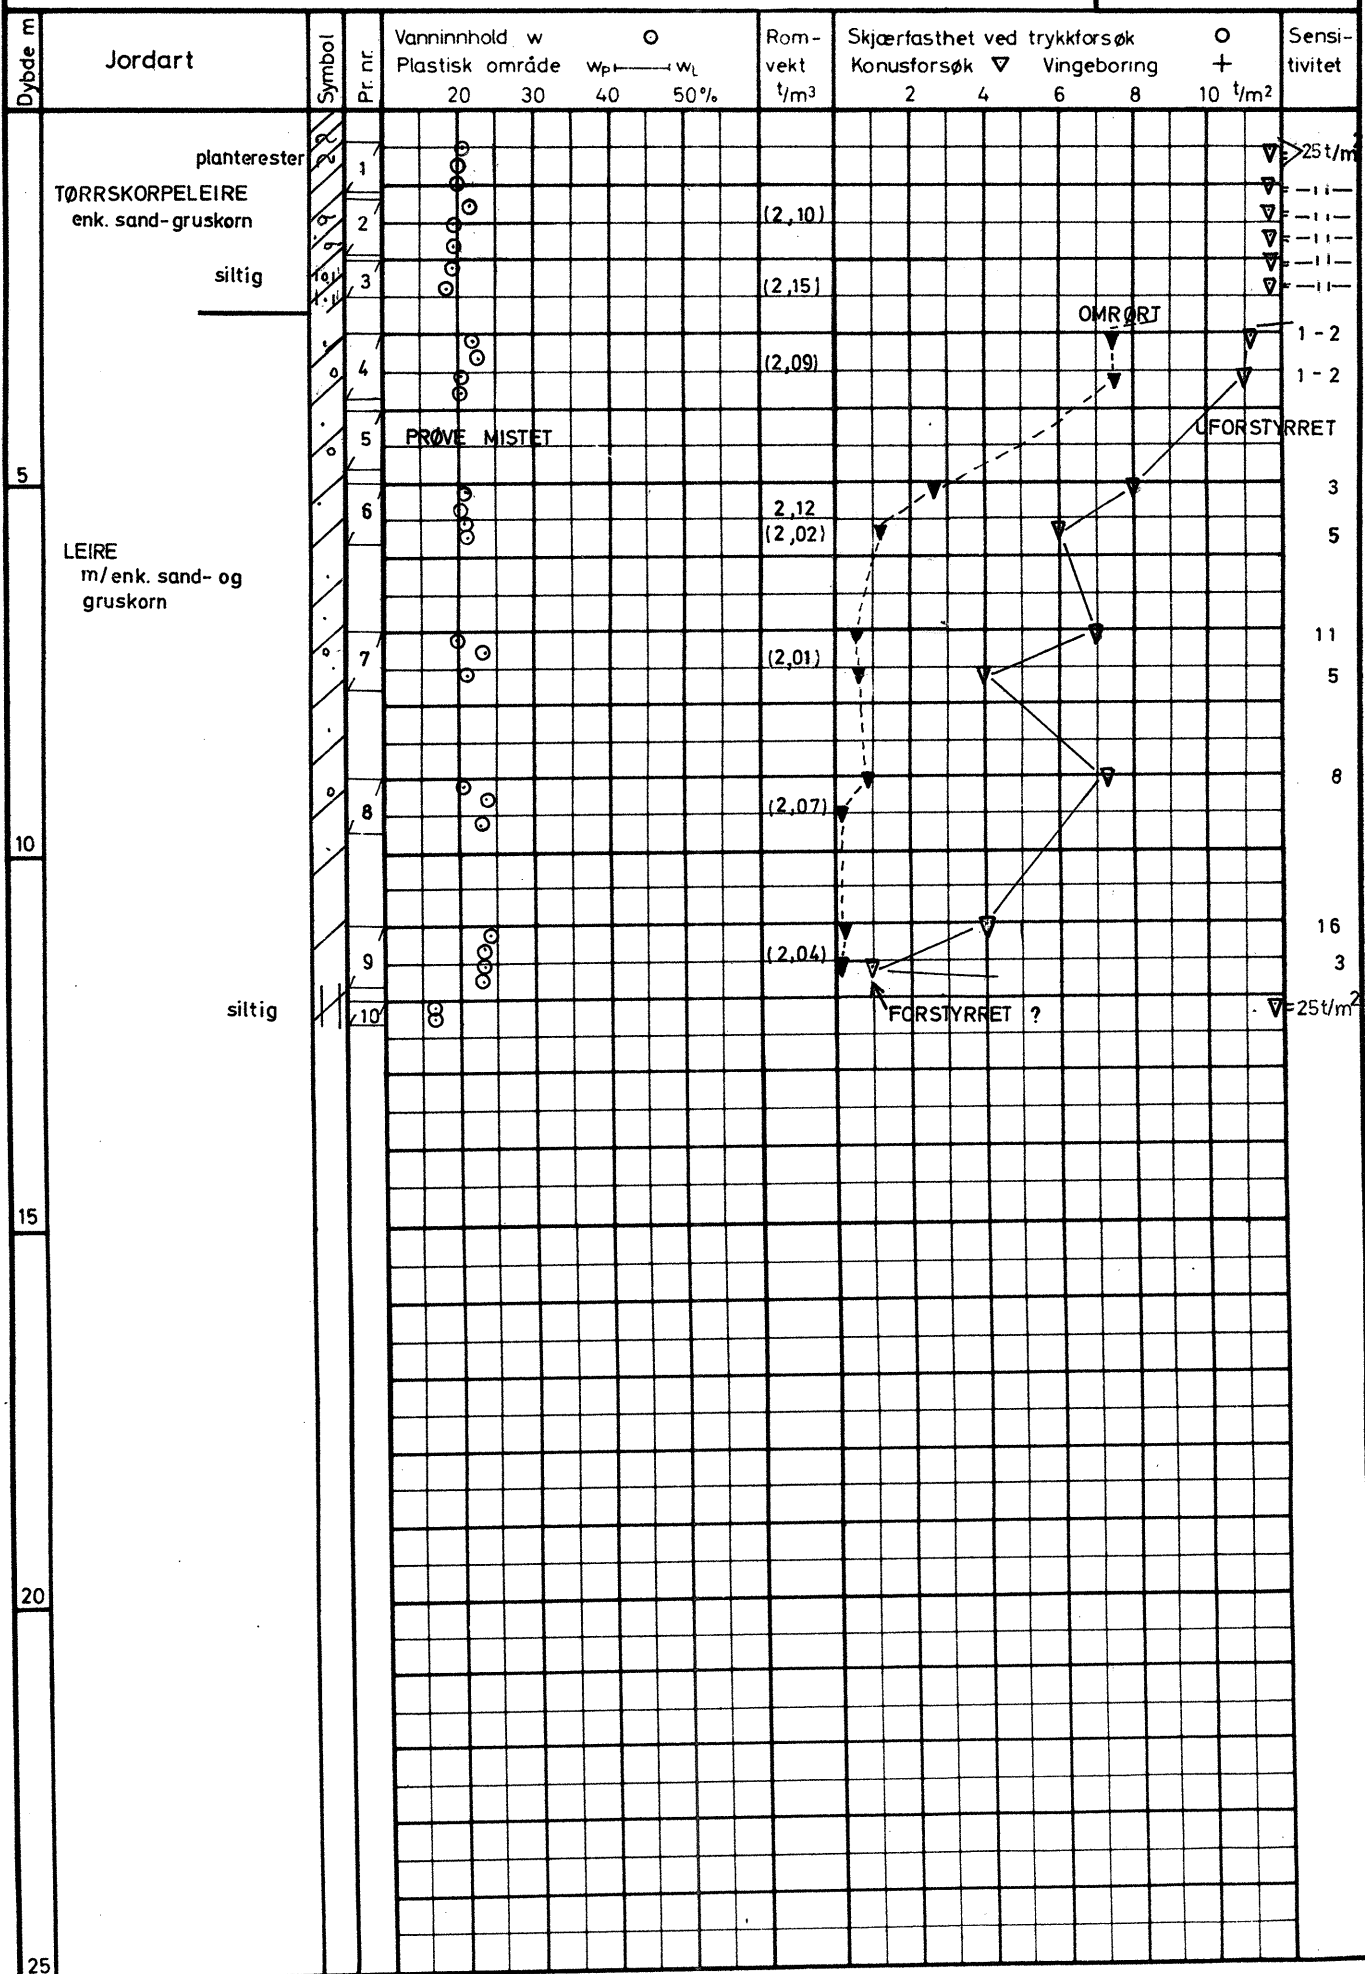 Dybde m
Jordart
Symbol
Pr. nr.
Vanninnhold w
Plastisk område wP wL
20 30 40 50%
Rom-
vekt
t/m³
Skjærfasthet ved trykkforsøk
Konusforsøk Vingeboring +
2 4 6 8 10 t/m²
Sensi-
tivitet
planterester
1
>25t/m²
TØRRSKORPELEIRE
enk. sand-gruskorn
2
(2,10)
siltig
3
(2,15)
OMRØRT
1-2
4
(2,09)
1-2
5
PRØVE MISTET
UFORSTYRRET
5
3
6
2,12
(2,02)
5
LEIRE
m/enk. sand- og
gruskorn
11
7
(2,01)
5
8
8
(2,07)
10
16
9
(2,04)
3
siltig
10
FORSTYRRET ?
=25t/m²
15
20
25